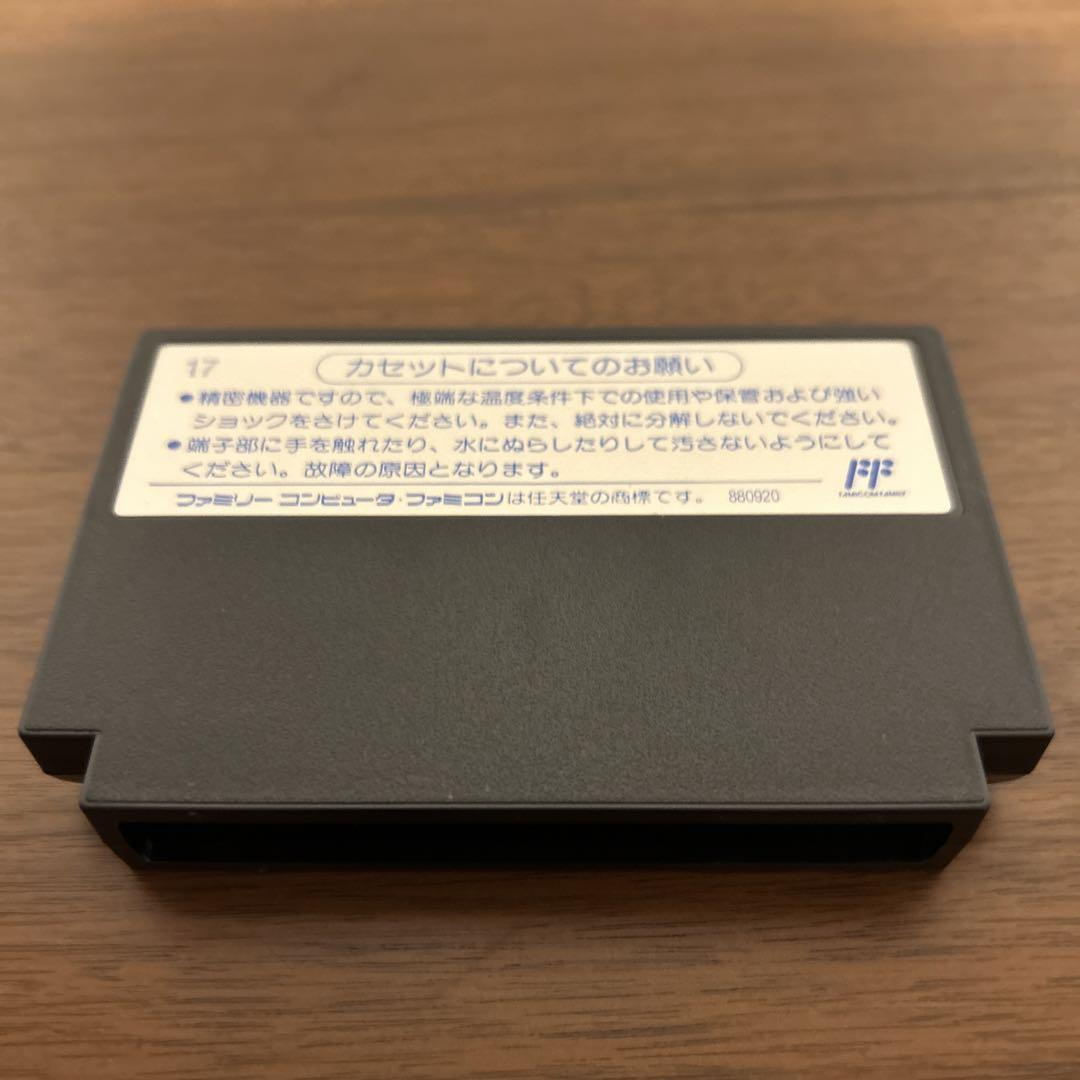 17
カセットについてのお願い
●精密機器ですので、極端な温度条件下での使用や保管および強い
ショックをさけてください。また、絶対に分解しないでください。
●端子部に手を触れたり、水にぬらしたりして汚さないようにして
ください。故障の原因となります。
FF
FAMICOM FAMILY
ファミリー コンピュータ・ファミコンは任天堂の商標です。 880920